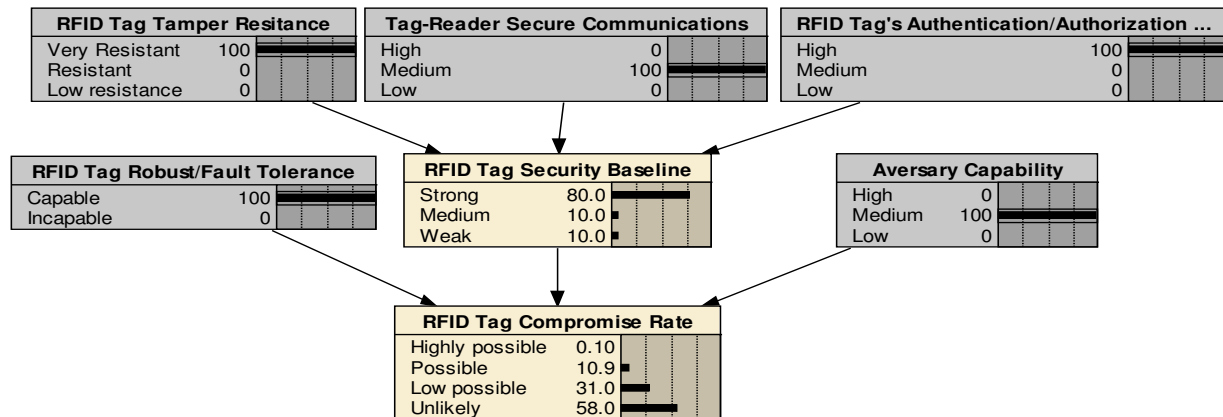 RFID Tag Tamper Resitance
Very Resistant 100
Resistant 0
Low resistance 0
Tag-Reader Secure Communications
High 0
Medium 100
Low 0
RFID Tag's Authentication/Authorization ...
High 100
Medium 0
Low 0
RFID Tag Robust/Fault Tolerance
Capable 100
Incapable 0
RFID Tag Security Baseline
Strong 80.0
Medium 10.0
Weak 10.0
Aversary Capability
High 0
Medium 100
Low 0
RFID Tag Compromise Rate
Highly possible 0.10
Possible 10.9
Low possible 31.0
Unlikely 58.0